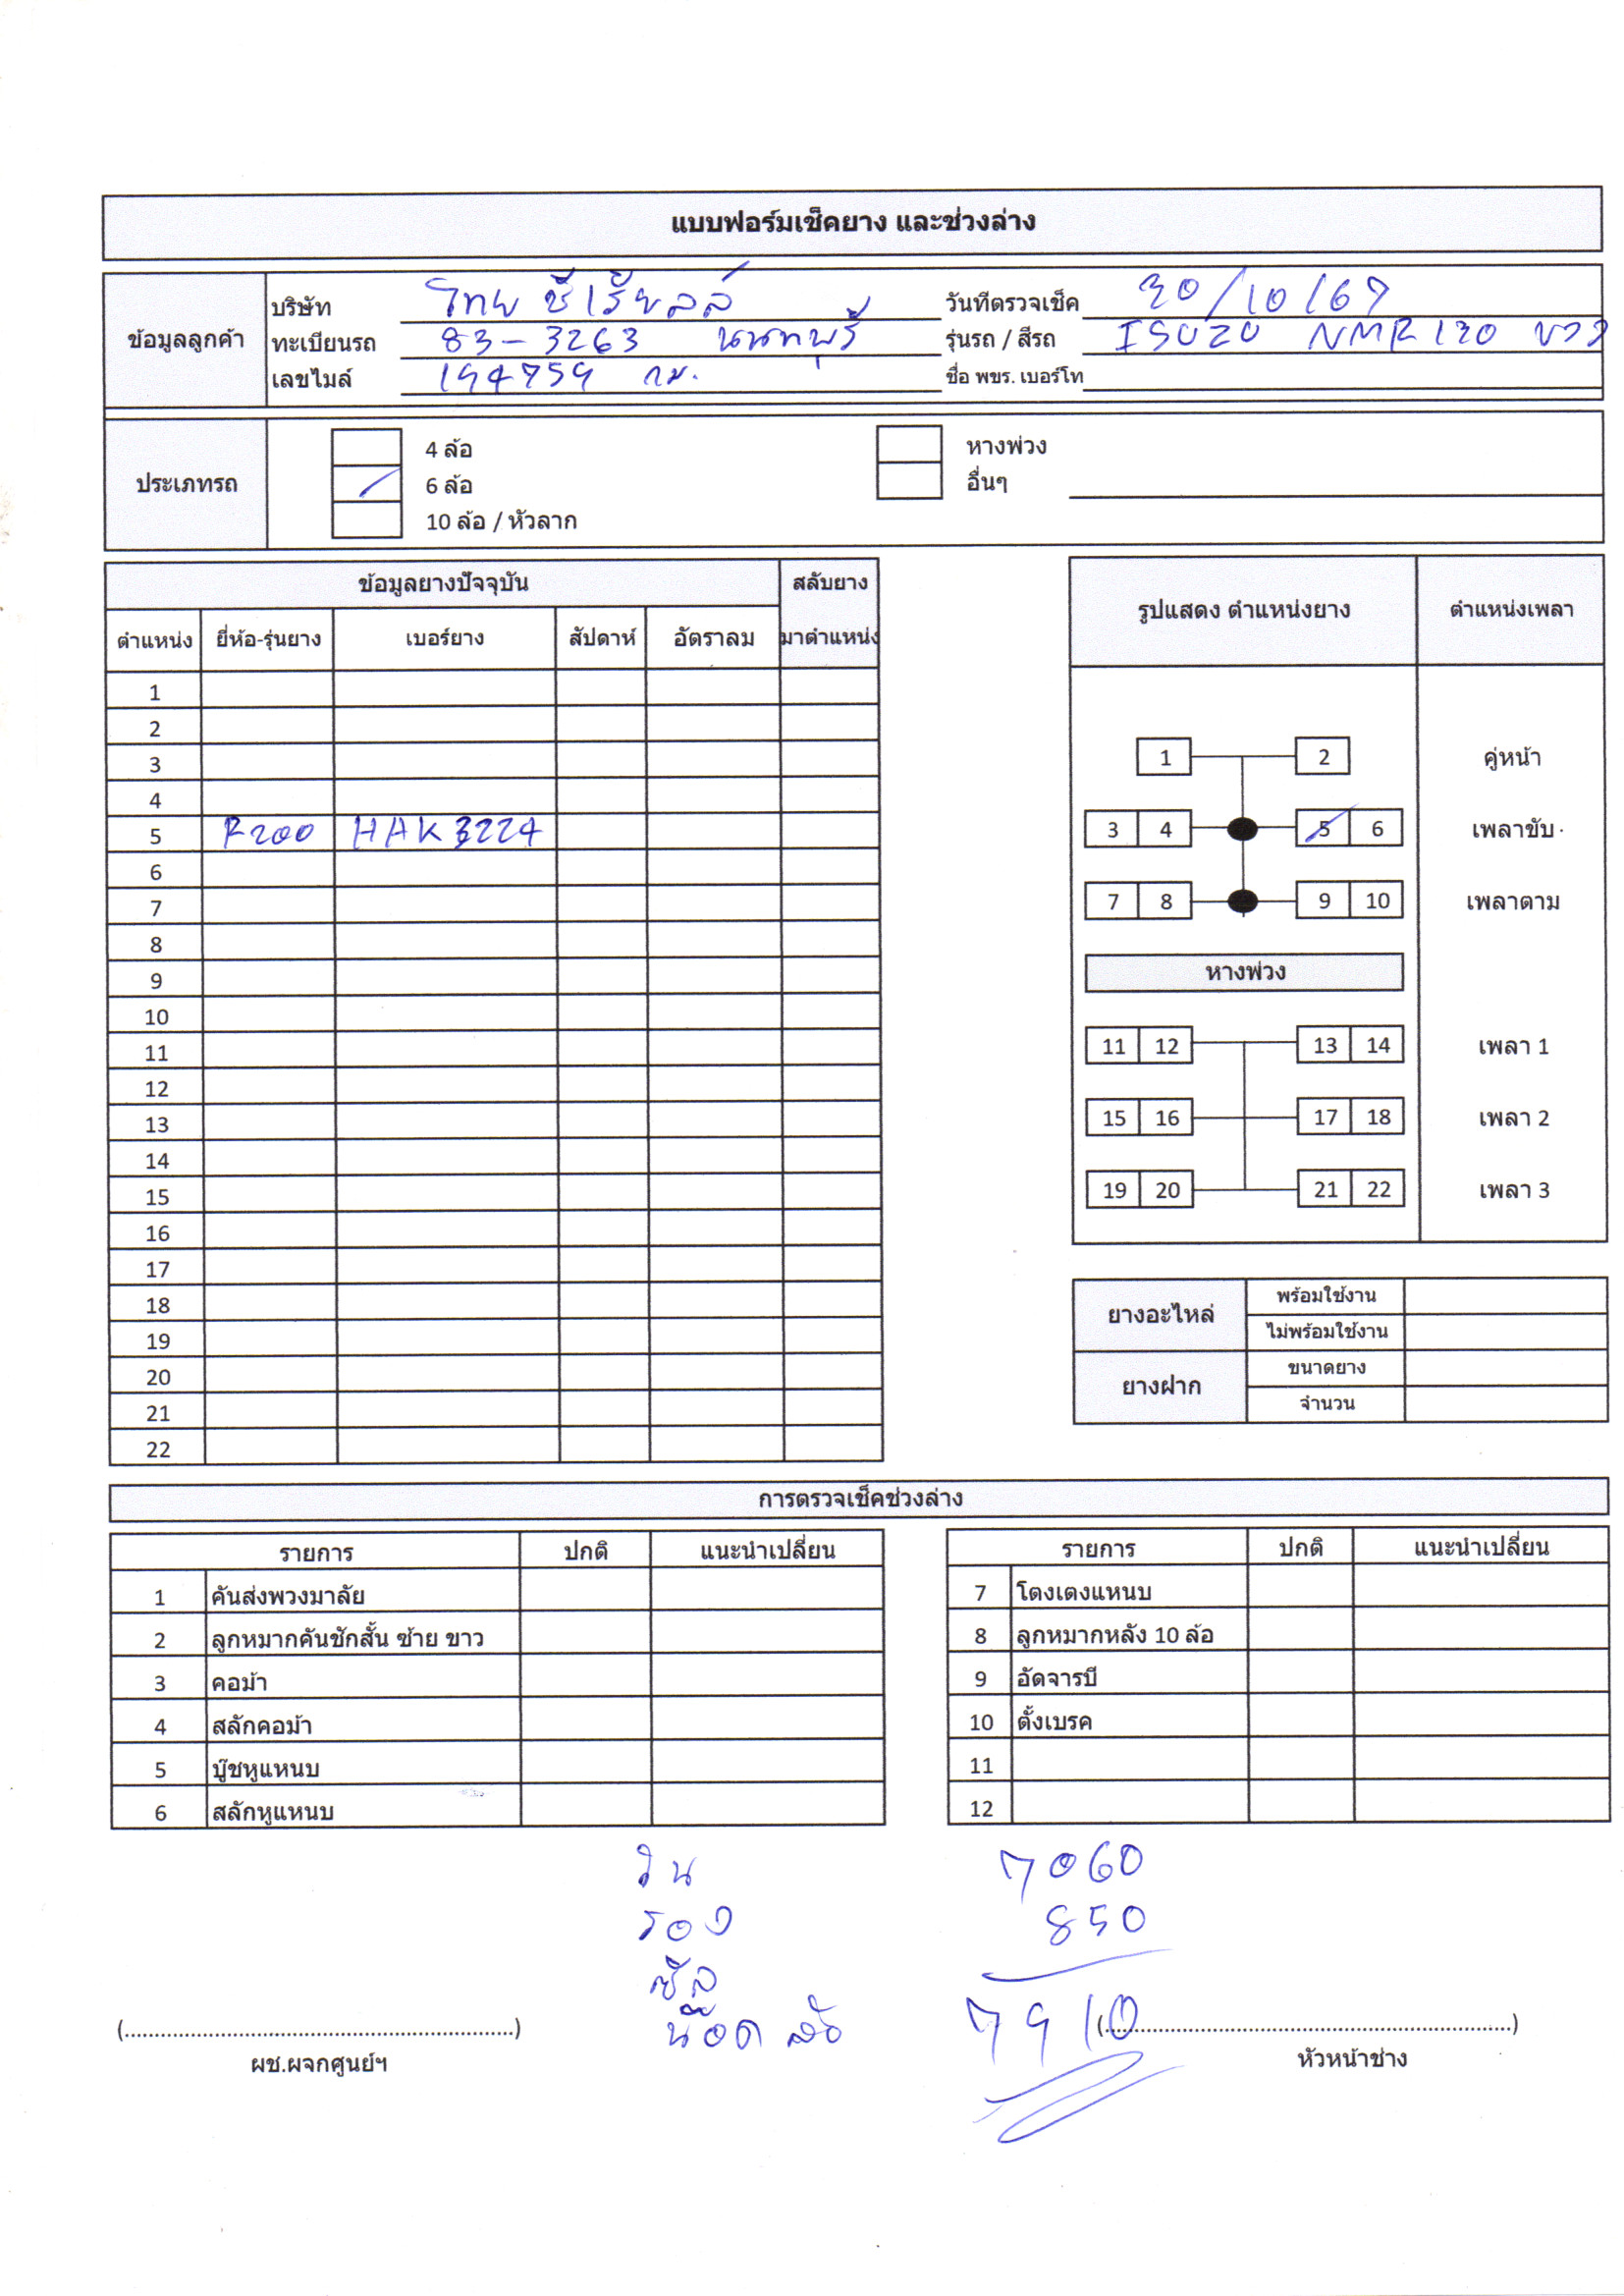 แบบฟอร์มเช็คยาง และช่วงล่าง
ข้อมูลลูกค้า
บริษัท ไทย ซีเรียลล์ วันที่ตรวจเช็ค 30/10/67
ทะเบียนรถ 83-3263 นนทบุรี รุ่นรถ / สีรถ ISUZU NMR 130 ขาว
เลขไมล์ 194759 กม. ชื่อ พขร. เบอร์โท
ประเภทรถ
4 ล้อ หางพ่วง
6 ล้อ อื่นๆ
10 ล้อ / หัวลาก
ข้อมูลยางปัจจุบัน สลับยาง
ตำแหน่ง ยี่ห้อ-รุ่นยาง เบอร์ยาง สัปดาห์ อัตราลม มาตำแหน่ง
1
2
3
4
5 R200 HAK3224
6
7
8
9
10
11
12
13
14
15
16
17
18
19
20
21
22
รูปแสดง ตำแหน่งยาง ตำแหน่งเพลา
1 2 คู่หน้า
3 4 5 6 เพลาขับ
7 8 9 10 เพลาตาม
หางพ่วง
11 12 13 14 เพลา 1
15 16 17 18 เพลา 2
19 20 21 22 เพลา 3
ยางอะไหล่ พร้อมใช้งาน
ไม่พร้อมใช้งาน
ยางฝาก ขนาดยาง
จำนวน
การตรวจเช็คช่วงล่าง
รายการ ปกติ แนะนำเปลี่ยน
1 คันส่งพวงมาลัย
2 ลูกหมากคันชักสั้น ซ้าย ขาว
3 คอม้า
4 สลักคอม้า
5 บู๊ชหูแหนบ
6 สลักหูแหนบ
รายการ ปกติ แนะนำเปลี่ยน
7 โตงเตงแหนบ
8 ลูกหมากหลัง 10 ล้อ
9 อัดจารบี
10 ตั้งเบรค
11
12
7060
รอง 850
ซีล
น๊อต ล้อ 7910
(................................................................)
ผช.ผจกศูนย์ฯ
(................................................................)
หัวหน้าช่าง